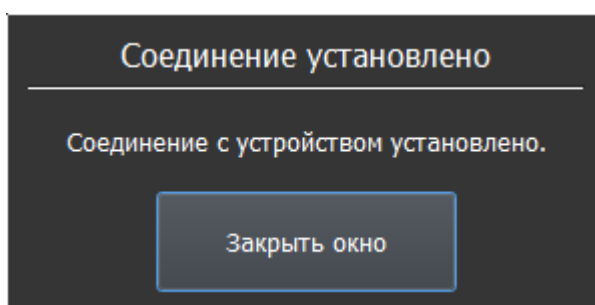 Соединение установлено
Соединение с устройством установлено.
Закрыть окно